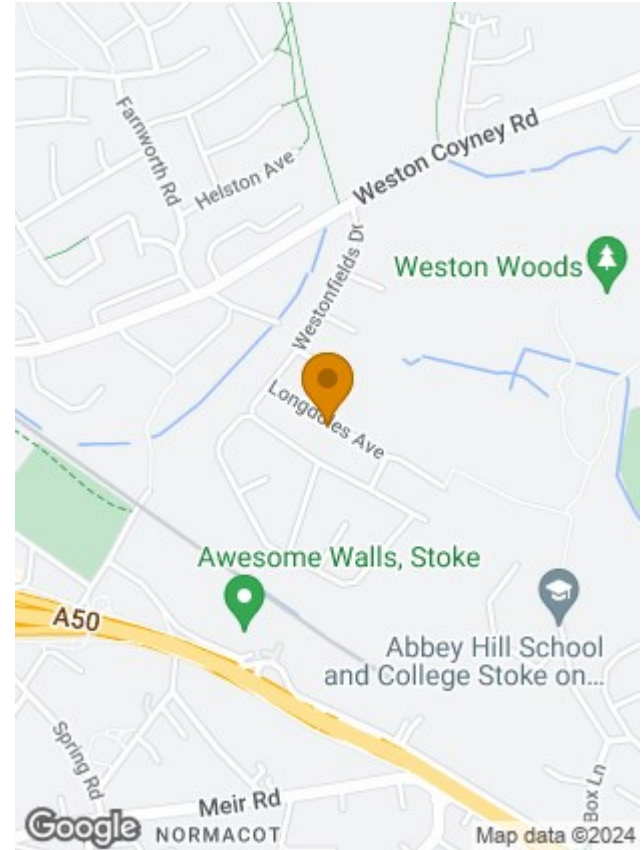 Farnworth Rd
Helston Ave
Weston Coyney Rd
Weston Woods
Westonfields Dr
Longdoles Ave
Awesome Walls, Stoke
A50
Abbey Hill School
and College Stoke on...
Spring Rd
Box Ln
Meir Rd
Google
NORMACOT
Map data ©2024